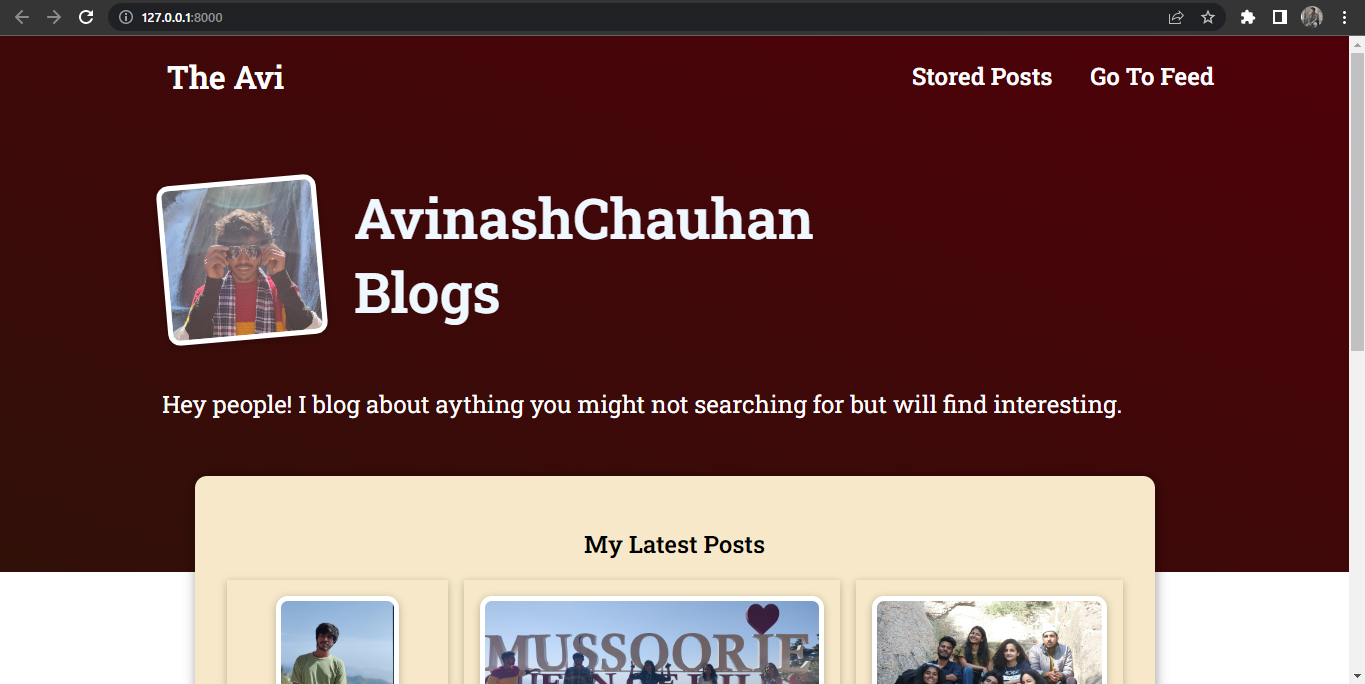 127.0.0.1:8000
The Avi
Stored Posts
Go To Feed
AvinashChauhan
Blogs
Hey people! I blog about aything you might not searching for but will find interesting.
My Latest Posts
MUSSOORIE